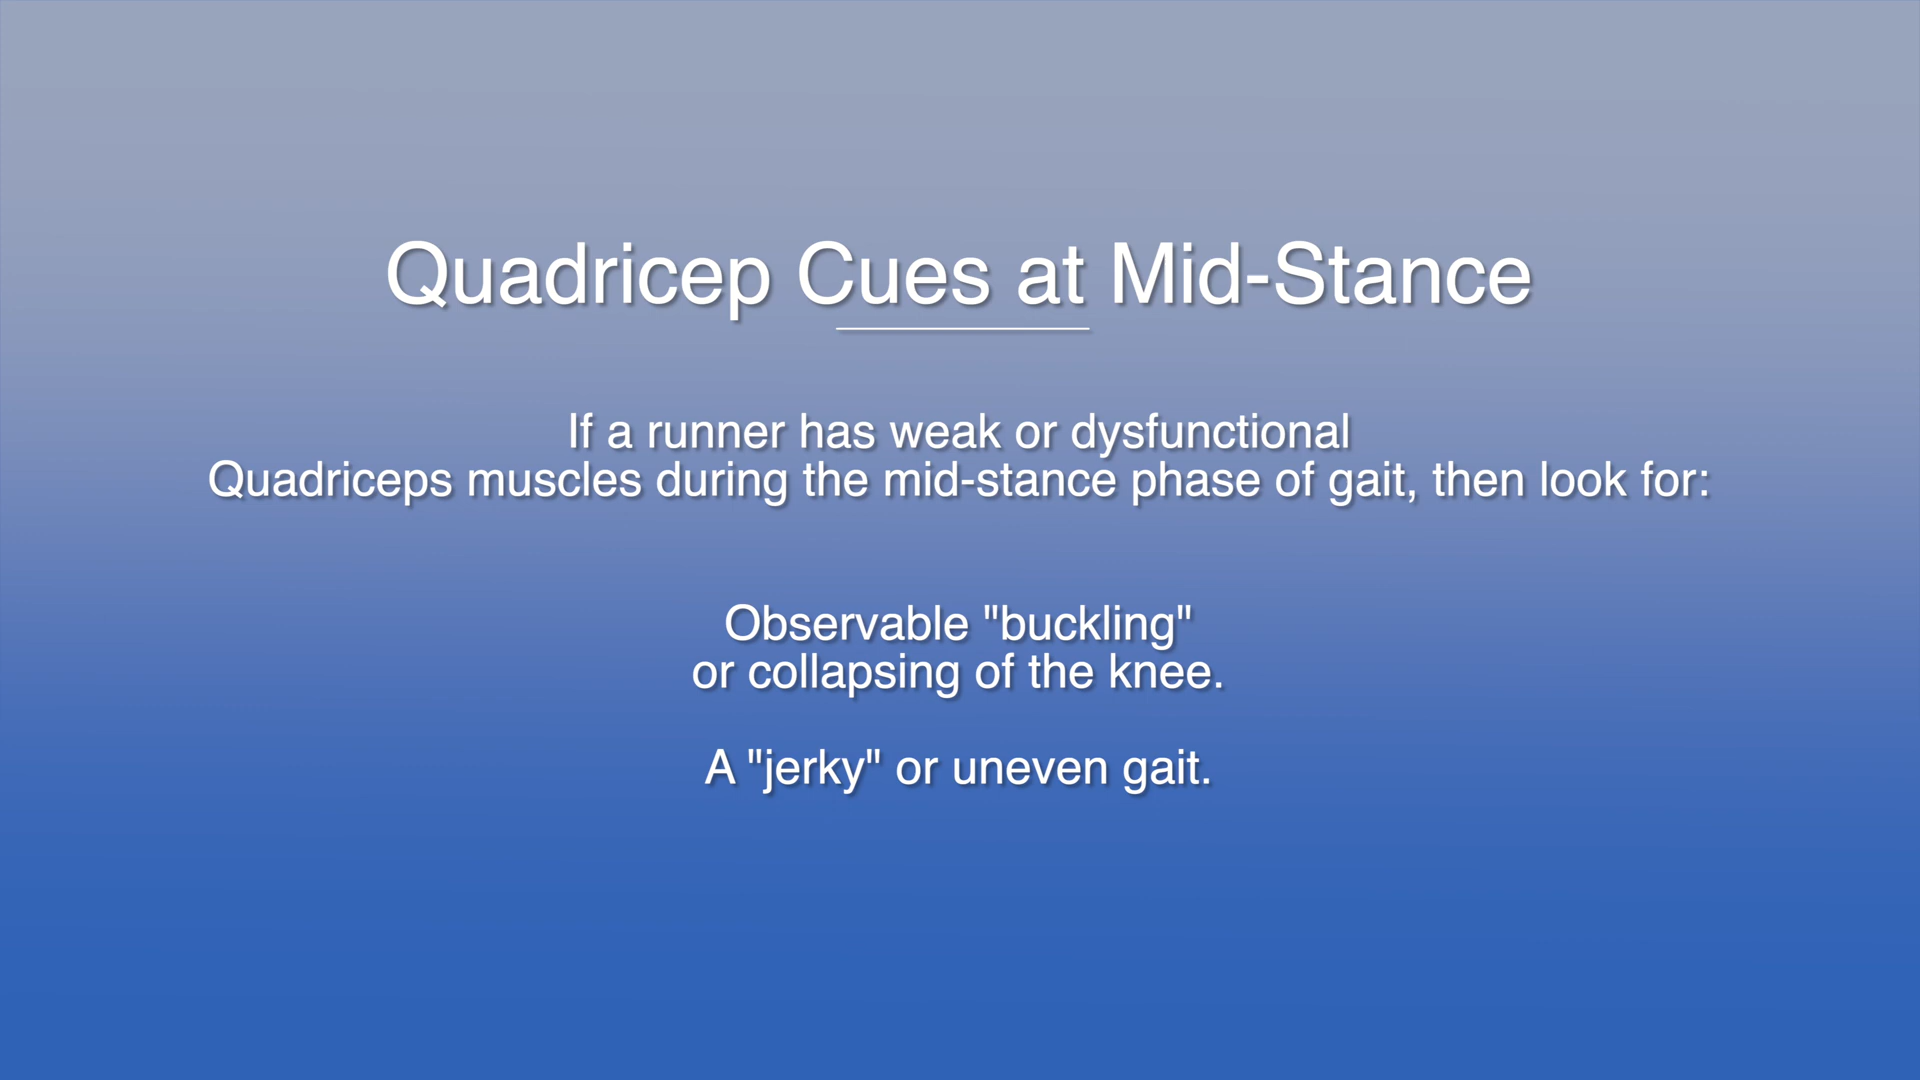 Quadricep Cues at Mid-Stance
If a runner has weak or dysfunctional
Quadriceps muscles during the mid-stance phase of gait, then look for:
Observable "buckling"
or collapsing of the knee.
A "jerky" or uneven gait.